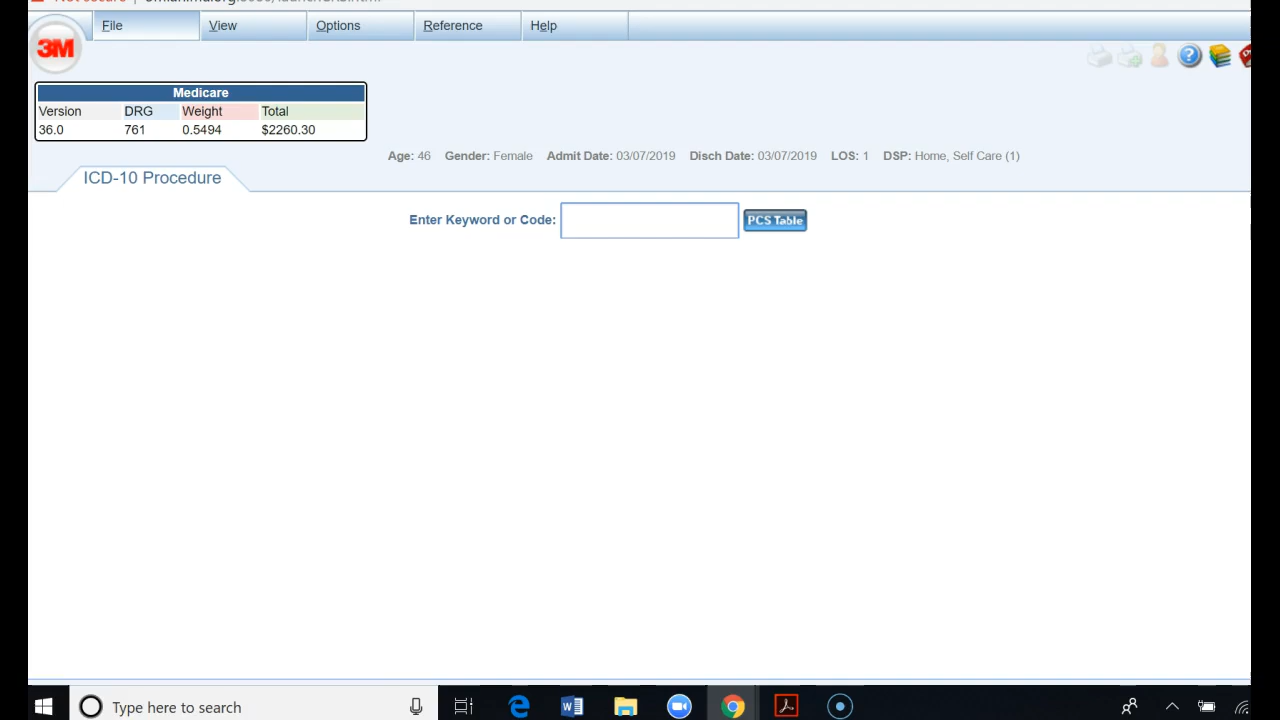 File View Options Reference Help
3M
Medicare
Version DRG Weight Total
36.0 761 0.5494 $2260.30
Age: 46 Gender: Female Admit Date: 03/07/2019 Disch Date: 03/07/2019 LOS: 1 DSP: Home, Self Care (1)
ICD-10 Procedure
Enter Keyword or Code: PCS Table
Type here to search